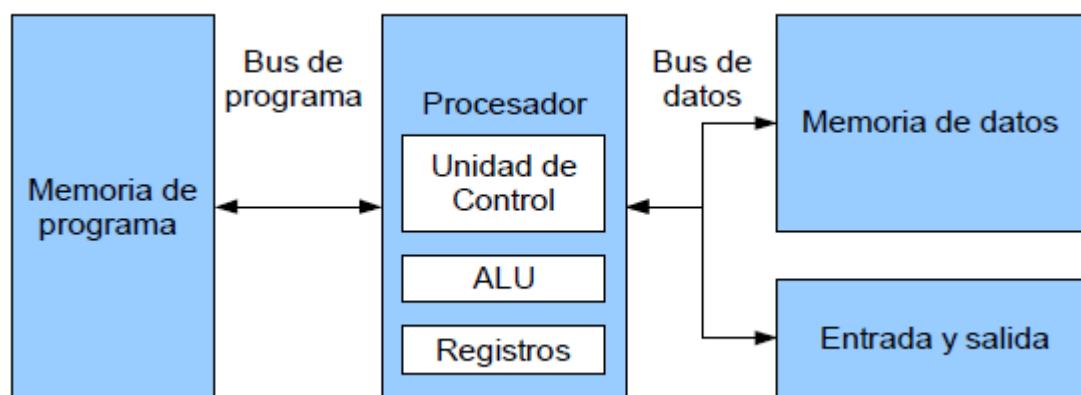 Memoria de
programa
Bus de
programa
Procesador
Unidad de
Control
ALU
Registros
Bus de
datos
Memoria de datos
Entrada y salida